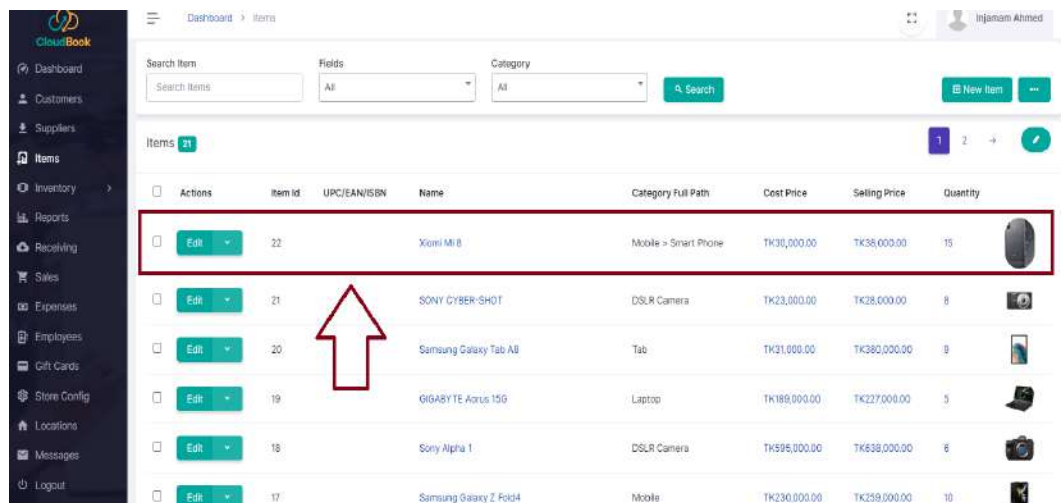 CloudBook
Dashboard > Items
Injamam Ahmed
Dashboard
Customers
Suppliers
Items
Inventory >
Reports
Receiving
Sales
Expenses
Employees
Gift Cards
Store Config
Locations
Messages
Logout
Search Item Fields Category
Search Items All All Search New Item
Items 21 1 2
Actions Item Id UPC/EAN/ISBN Name Category Full Path Cost Price Selling Price Quantity
Edit 22 Xiomi Mi 8 Mobile > Smart Phone TK30,000.00 TK38,000.00 15
Edit 21 SONY CYBER-SHOT DSLR Camera TK23,000.00 TK28,000.00 8
Edit 20 Samsung Galaxy Tab A8 Tab TK31,000.00 TK380,000.00 9
Edit 19 GIGABYTE Aorus 15G Laptop TK189,000.00 TK227,000.00 5
Edit 18 Sony Alpha 1 DSLR Camera TK595,000.00 TK638,000.00 6
Edit 17 Samsung Galaxy Z Fold4 Mobile TK230,000.00 TK259,000.00 10